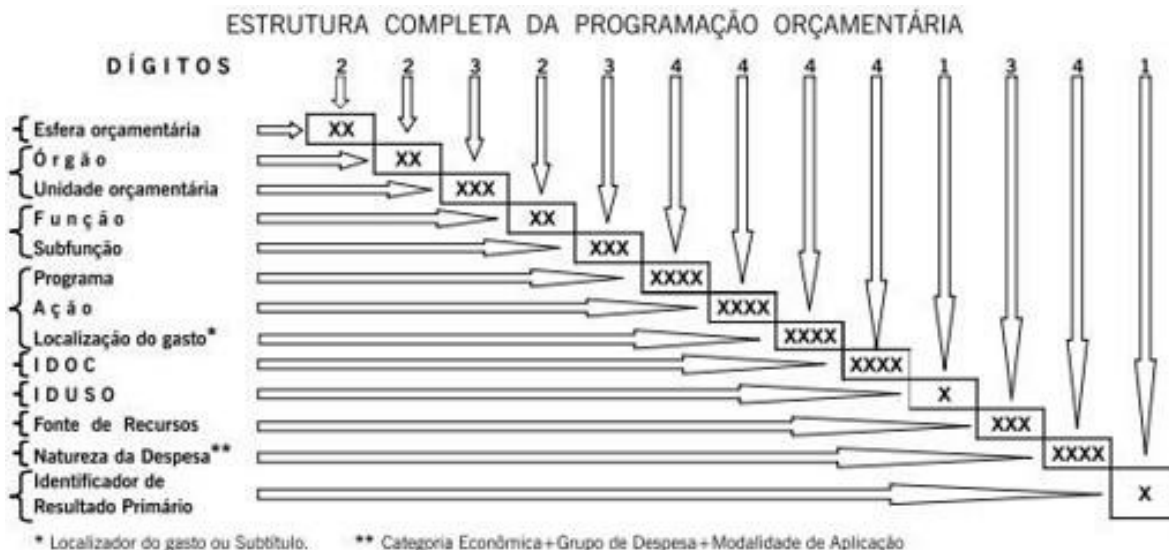 ESTRUTURA COMPLETA DA PROGRAMAÇÃO ORÇAMENTÁRIA
DÍGITOS 2 2 3 2 3 4 4 4 4 1 3 4 1
Esfera orçamentária XX
Órgão XX
Unidade orçamentária XXX
Função XX
Subfunção XXX
Programa XXXX
Ação XXXX
Localização do gasto* XXXX
IDOC XXXX
IDUSO X
Fonte de Recursos XXX
Natureza da Despesa** XXXX
Identificador de
Resultado Primário X
* Localizador do gasto ou Subtítulo. ** Categoria Econômica+Grupo de Despesa+Modalidade de Aplicação